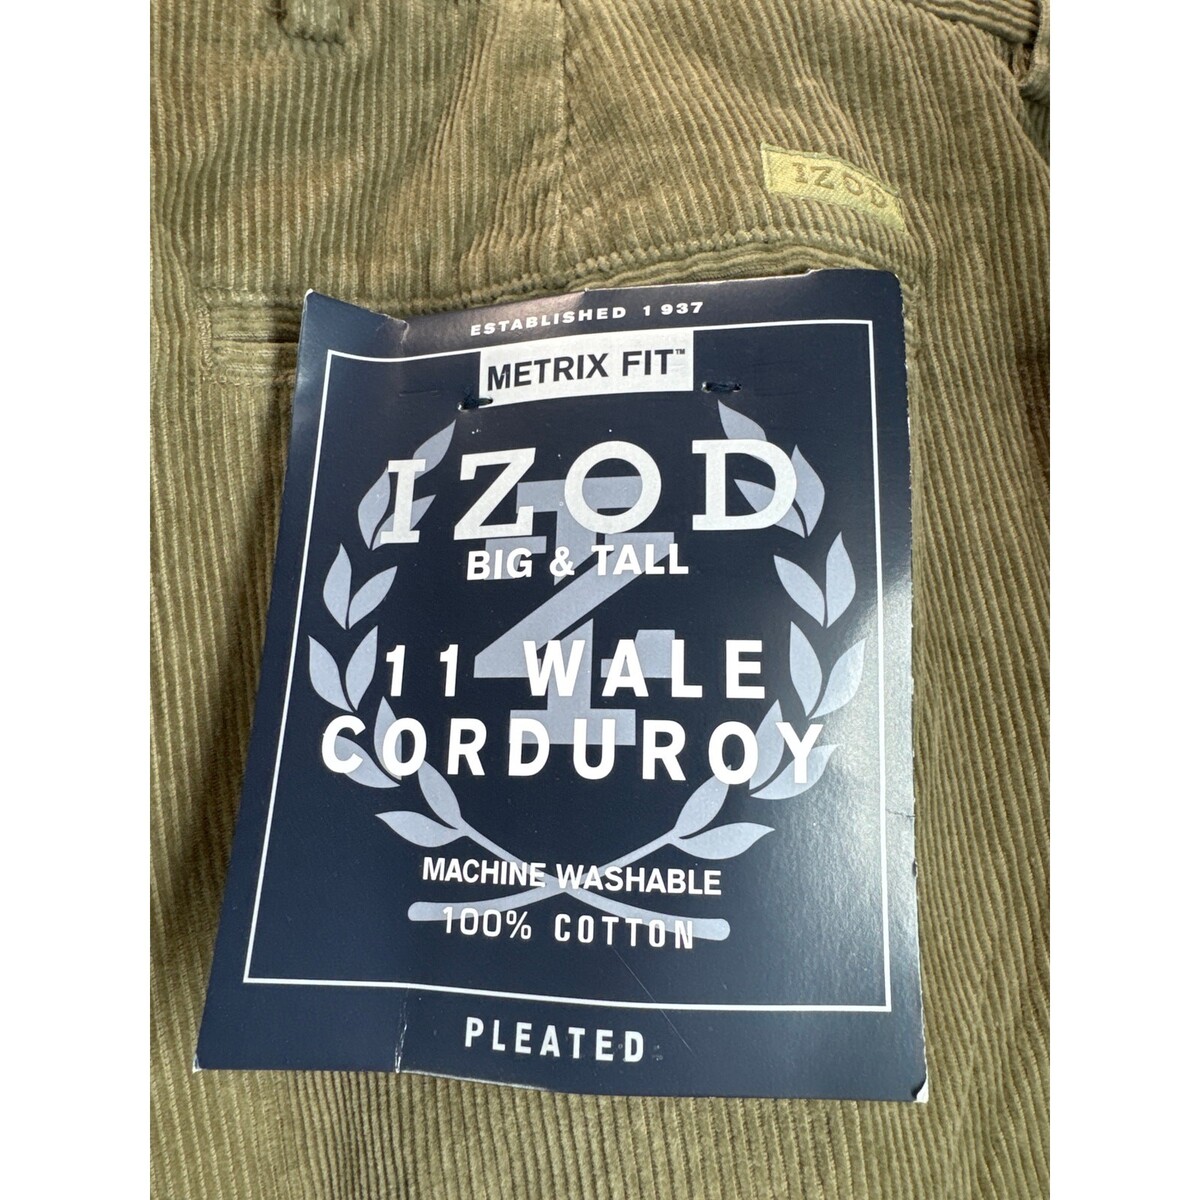 IZOD
ESTABLISHED 1937
METRIX FIT™
IZOD
BIG & TALL
11 WALE
CORDUROY
MACHINE WASHABLE
100% COTTON
PLEATED